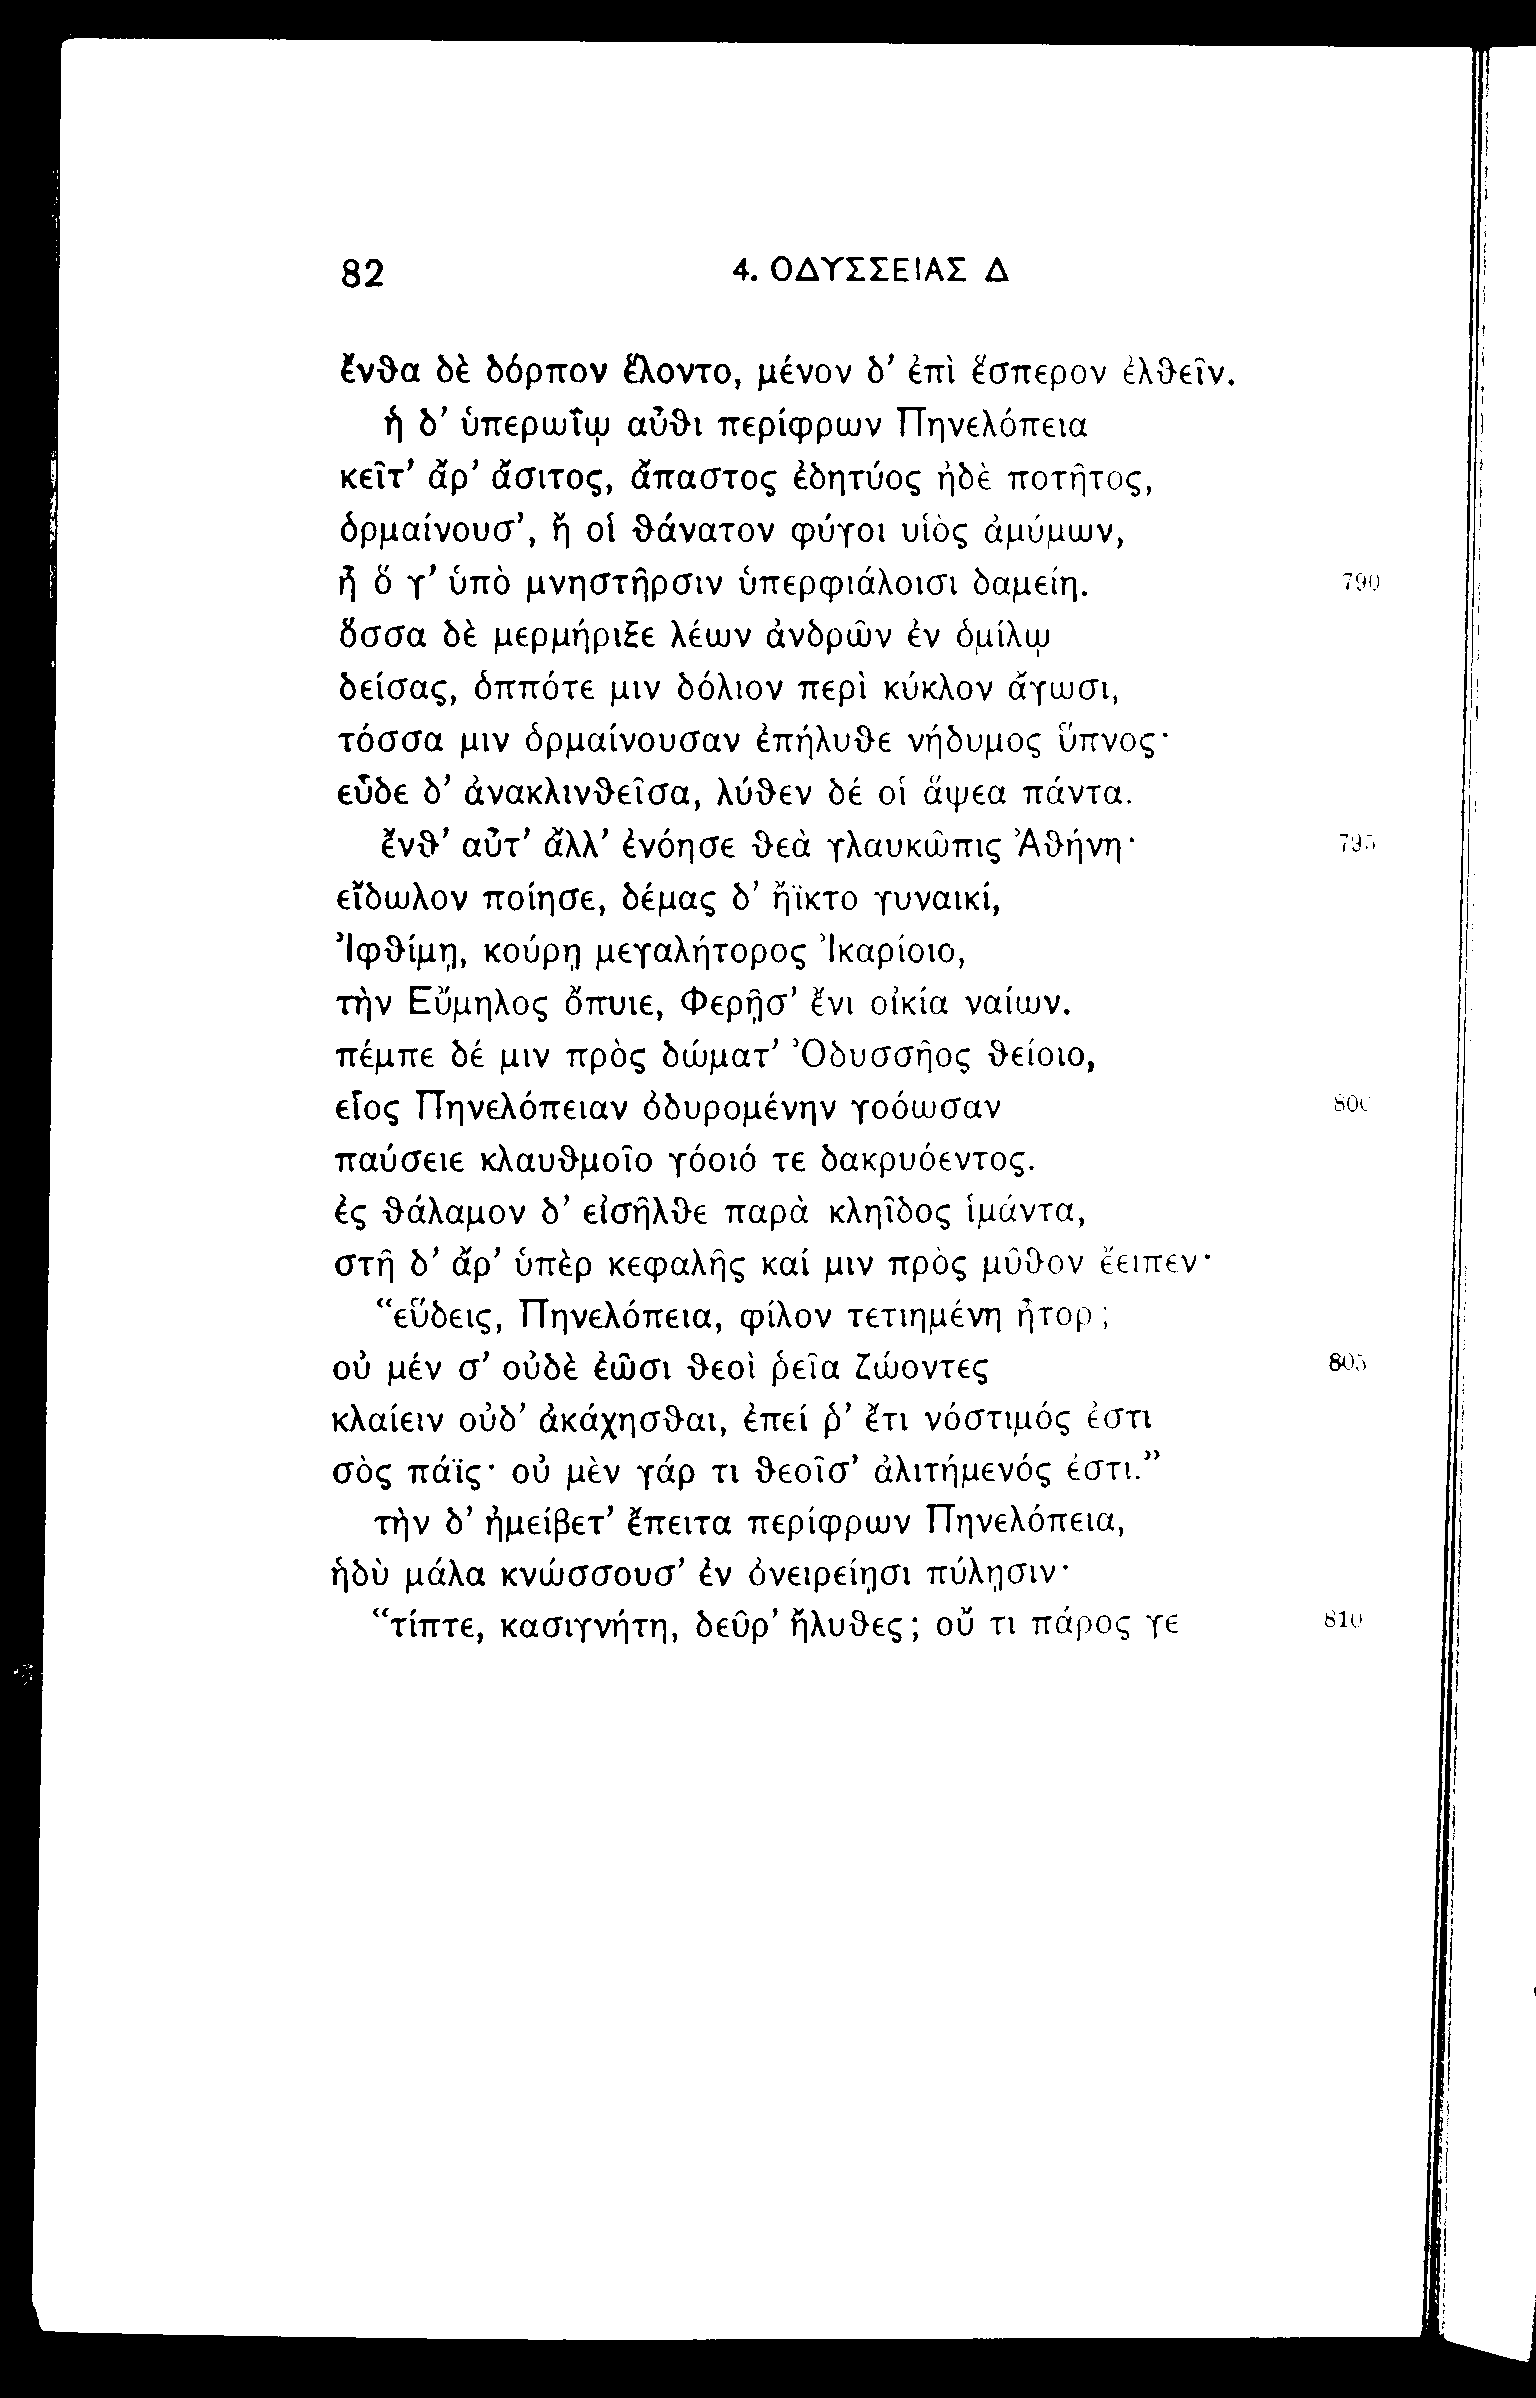 82 4. ΟΔΥΣΣΕΙΑΣ Δ
ἔνθα δὲ δόρπον ἕλοντο, μένον δ’ ἐπὶ ἕσπερον ἐλθεῖν.
ἡ δ’ ὑπερωΐῳ αὖθι περίφρων Πηνελόπεια
κεῖτ’ ἄρ’ ἄσιτος, ἄπαστος ἐδητύος ἠδὲ ποτῆτος,
ὁρμαίνουσ’, ἤ οἱ θάνατον φύγοι υἱὸς ἀμύμων,
ἦ ὅ γ’ ὑπὸ μνηστῆρσιν ὑπερφιάλοισι δαμείη. 790
ὅσσα δὲ μερμήριξε λέων ἀνδρῶν ἐν ὁμίλῳ
δείσας, ὁππότε μιν δόλιον περὶ κύκλον ἄγωσι,
τόσσα μιν ὁρμαίνουσαν ἐπήλυθε νήδυμος ὕπνος·
εὗδε δ’ ἀνακλινθεῖσα, λύθεν δέ οἱ ἅψεα πάντα.
ἔνθ’ αὖτ’ ἄλλ’ ἐνόησε θεὰ γλαυκῶπις Ἀθήνη· 795
εἴδωλον ποίησε, δέμας δ’ ἤϊκτο γυναικί,
Ἰφθίμῃ, κούρῃ μεγαλήτορος Ἰκαρίοιο,
τὴν Εὔμηλος ὄπυιε, Φερῇσ’ ἔνι οἰκία ναίων.
πέμπε δέ μιν πρὸς δώματ’ Ὀδυσσῆος θείοιο,
εἷος Πηνελόπειαν ὀδυρομένην γοόωσαν 800
παύσειε κλαυθμοῖο γόοιό τε δακρυόεντος.
ἐς θάλαμον δ’ εἰσῆλθε παρὰ κληῖδος ἱμάντα,
στῆ δ’ ἄρ’ ὑπὲρ κεφαλῆς καί μιν πρὸς μῦθον ἔειπεν·
“εὕδεις, Πηνελόπεια, φίλον τετιημένη ἦτορ;
οὐ μέν σ’ οὐδὲ ἐῶσι θεοὶ ῥεῖα ζώοντες 805
κλαίειν οὐδ’ ἀκάχησθαι, ἐπεί ῥ’ ἔτι νόστιμός ἐστι
σὸς πάϊς· οὐ μὲν γάρ τι θεοῖσ’ ἀλιτήμενός ἐστι.”
τὴν δ’ ἠμείβετ’ ἔπειτα περίφρων Πηνελόπεια,
ἡδὺ μάλα κνώσσουσ’ ἐν ὀνειρείῃσι πύλῃσιν·
“τίπτε, κασιγνήτη, δεῦρ’ ἤλυθες; οὔ τι πάρος γε 810